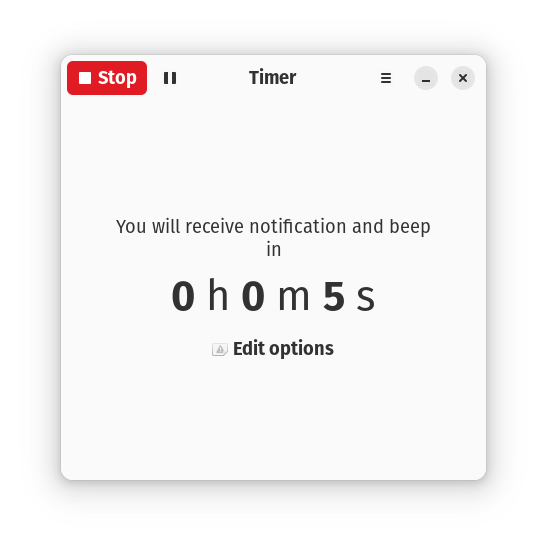 Stop
Timer
You will receive notification and beep
in
0 h 0 m 5 s
Edit options